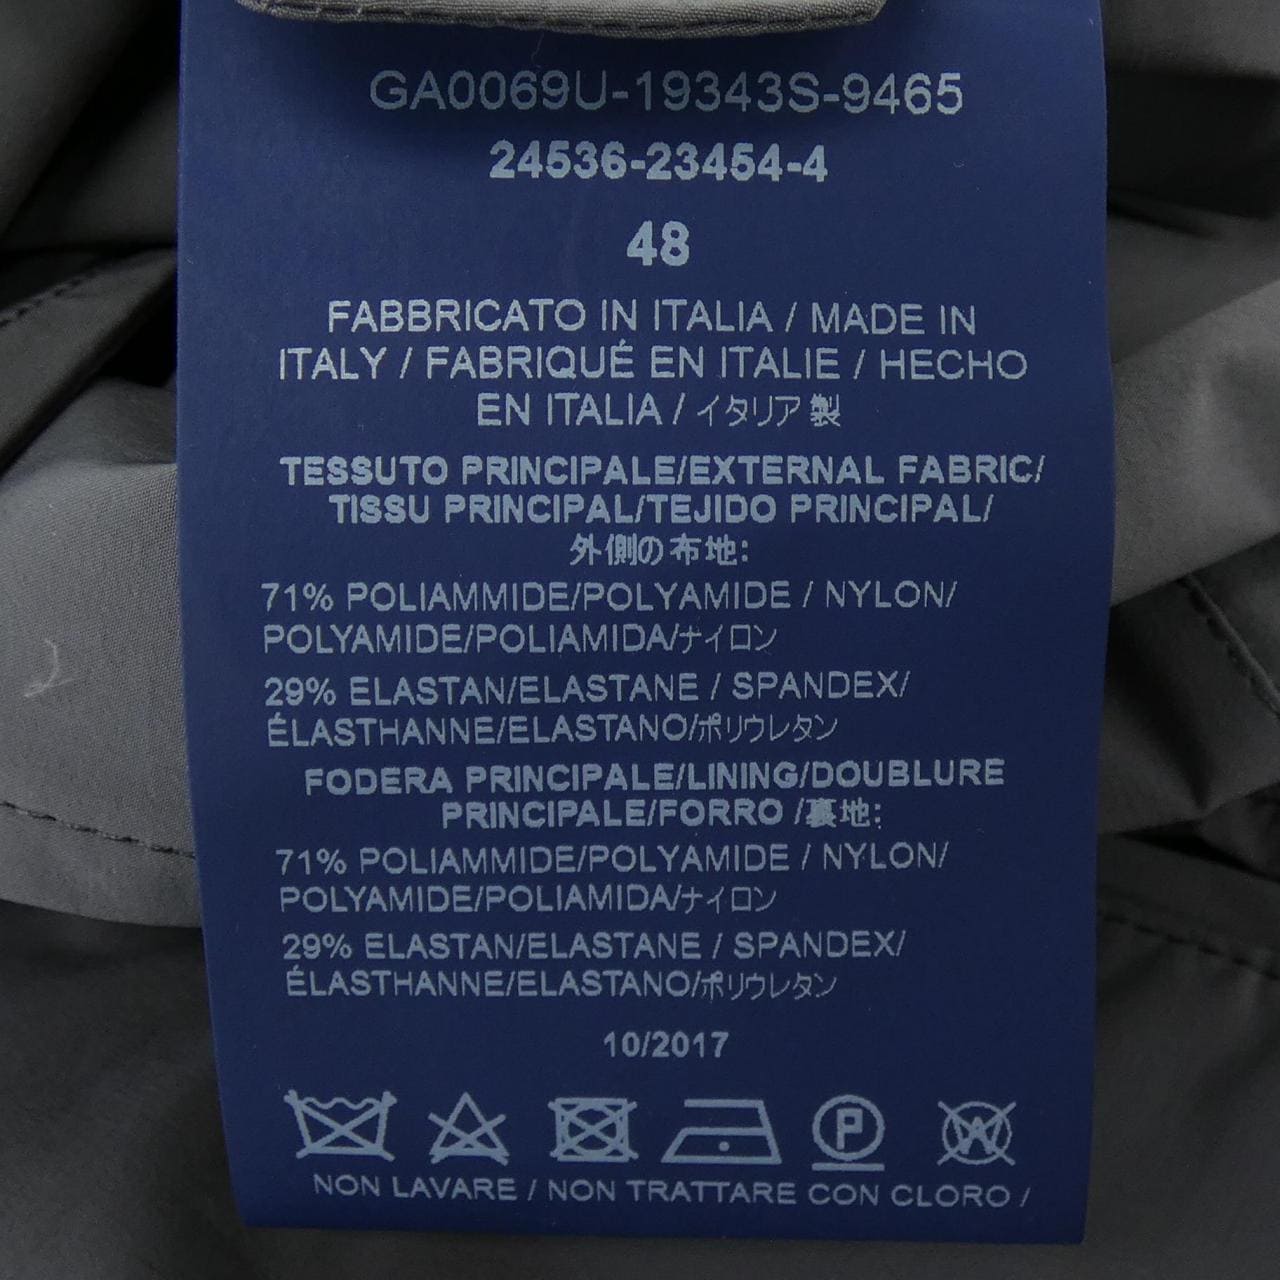 GA0069U-19343S-9465
24536-23454-4
48
FABBRICATO IN ITALIA / MADE IN
ITALY / FABRIQUÉ EN ITALIE / HECHO
EN ITALIA / イタリア製
TESSUTO PRINCIPALE/EXTERNAL FABRIC/
TISSU PRINCIPAL/TEJIDO PRINCIPAL/
外側の布地:
71% POLIAMMIDE/POLYAMIDE / NYLON/
POLYAMIDE/POLIAMIDA/ナイロン
29% ELASTAN/ELASTANE / SPANDEX/
ÉLASTHANNE/ELASTANO/ポリウレタン
FODERA PRINCIPALE/LINING/DOUBLURE
PRINCIPALE/FORRO /裏地:
71% POLIAMMIDE/POLYAMIDE / NYLON/
POLYAMIDE/POLIAMIDA/ナイロン
29% ELASTAN/ELASTANE / SPANDEX/
ÉLASTHANNE/ELASTANO/ポリウレタン
10/2017
P W
NON LAVARE / NON TRATTARE CON CLORO /